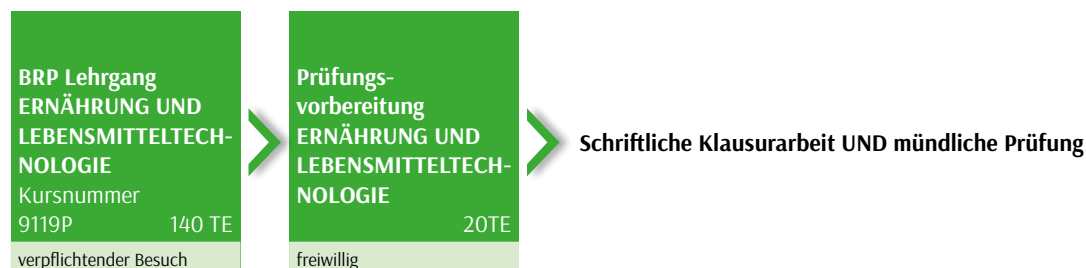 BRP Lehrgang
ERNÄHRUNG UND
LEBENSMITTELTECH-
NOLOGIE
Kursnummer
9119P 140 TE
verpflichtender Besuch
Prüfungs-
vorbereitung
ERNÄHRUNG UND
LEBENSMITTELTECH-
NOLOGIE
20TE
freiwillig
Schriftliche Klausurarbeit UND mündliche Prüfung